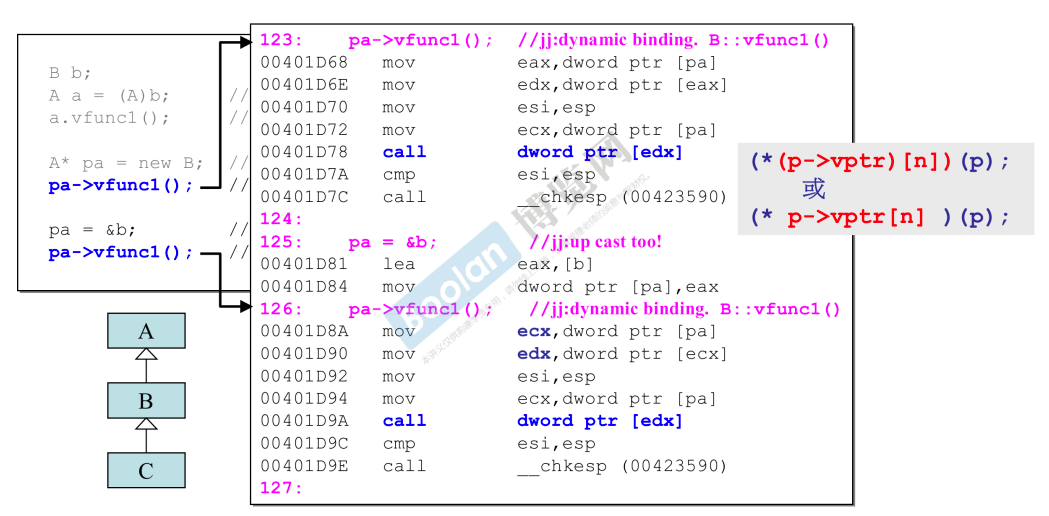 B b;
A a = (A)b; //
a.vfunc1(); //
A* pa = new B; //
pa->vfunc1(); //
pa = &b; //
pa->vfunc1(); //
123: pa->vfunc1(); //jj:dynamic binding. B::vfunc1()
00401D68 mov eax,dword ptr [pa]
00401D6E mov edx,dword ptr [eax]
00401D70 mov esi,esp
00401D72 mov ecx,dword ptr [pa]
00401D78 call dword ptr [edx]
00401D7A cmp esi,esp
00401D7C call __chkesp (00423590)
124:
125: pa = &b; //jj:up cast too!
00401D81 lea eax,[b]
00401D84 mov dword ptr [pa],eax
126: pa->vfunc1(); //jj:dynamic binding. B::vfunc1()
00401D8A mov ecx,dword ptr [pa]
00401D90 mov edx,dword ptr [ecx]
00401D92 mov esi,esp
00401D94 mov ecx,dword ptr [pa]
00401D9A call dword ptr [edx]
00401D9C cmp esi,esp
00401D9E call __chkesp (00423590)
127:
(*(p->vptr)[n])(p);
或
(* p->vptr[n] )(p);
A
B
C
Boolan 博览网